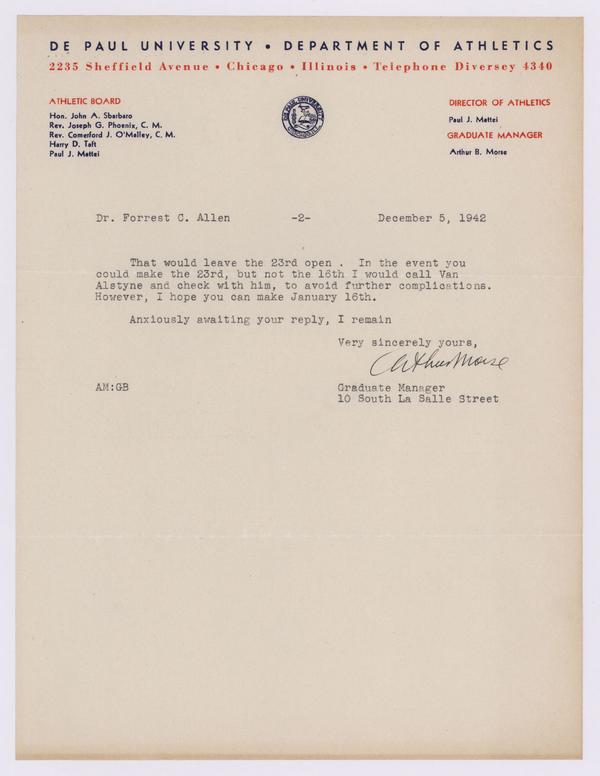 DE PAUL UNIVERSITY • DEPARTMENT OF ATHLETICS
2235 Sheffield Avenue • Chicago • Illinois • Telephone Diversey 4340
ATHLETIC BOARD
Hon. John A. Sbarbaro
Rev. Joseph G. Phoenix, C. M.
Rev. Comerford J. O'Malley, C. M.
Harry D. Taft
Paul J. Mattei
DE PAUL UNIVERSITY
DIRECTOR OF ATHLETICS
Paul J. Mattei
GRADUATE MANAGER
Arthur B. Morse
Dr. Forrest C. Allen -2- December 5, 1942
That would leave the 23rd open . In the event you
could make the 23rd, but not the 16th I would call Van
Alstyne and check with him, to avoid further complications.
However, I hope you can make January 16th.
Anxiously awaiting your reply, I remain
Very sincerely yours,
Arthur Morse
AM:GB Graduate Manager
10 South La Salle Street